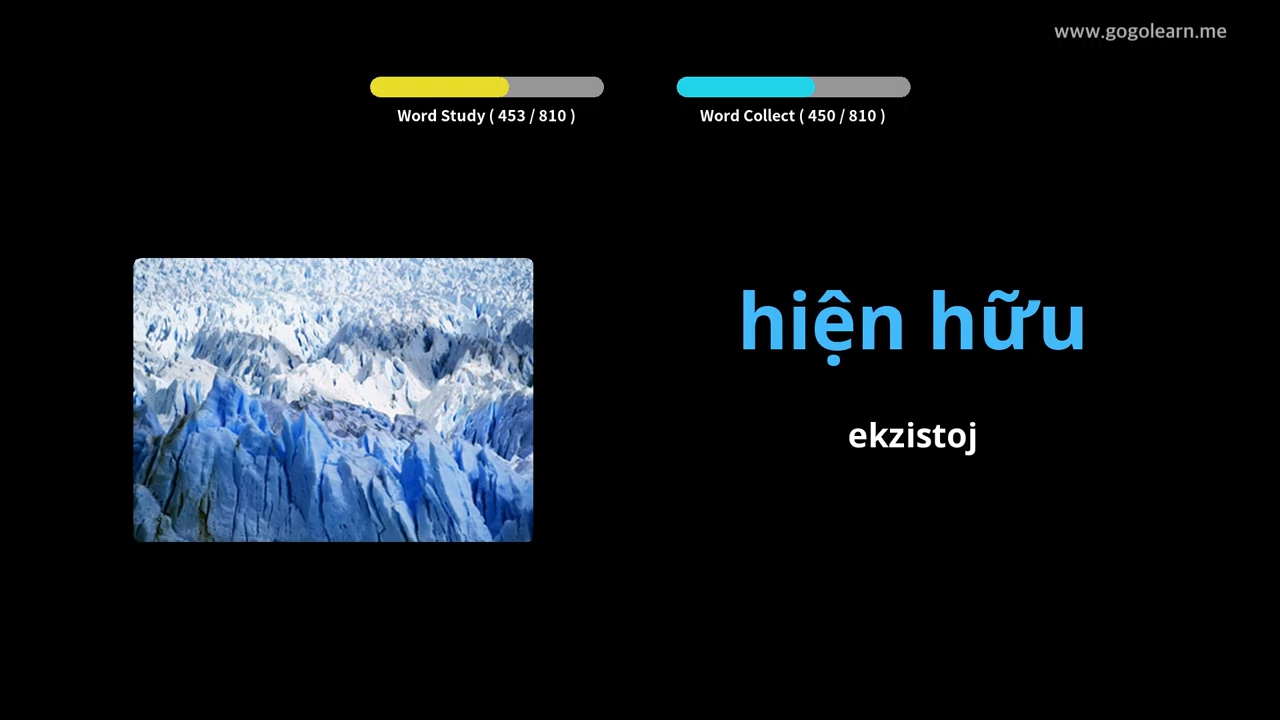 www.gogolearn.me
Word Study ( 453 / 810 )
Word Collect ( 450 / 810 )
hiện hữu
ekzistoj